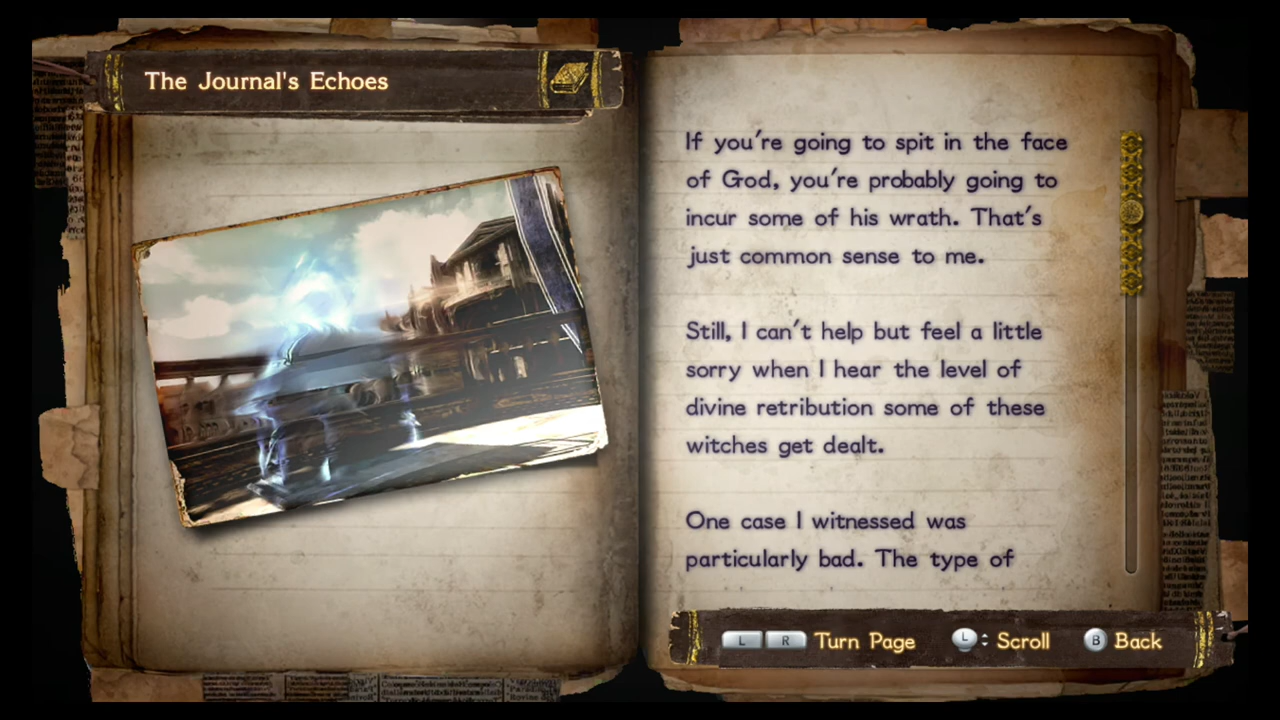 The Journal's Echoes
If you're going to spit in the face
of God, you're probably going to
incur some of his wrath. That's
just common sense to me.
Still, I can't help but feel a little
sorry when I hear the level of
divine retribution some of these
witches get dealt.
One case I witnessed was
particularly bad. The type of
L R Turn Page L : Scroll B Back